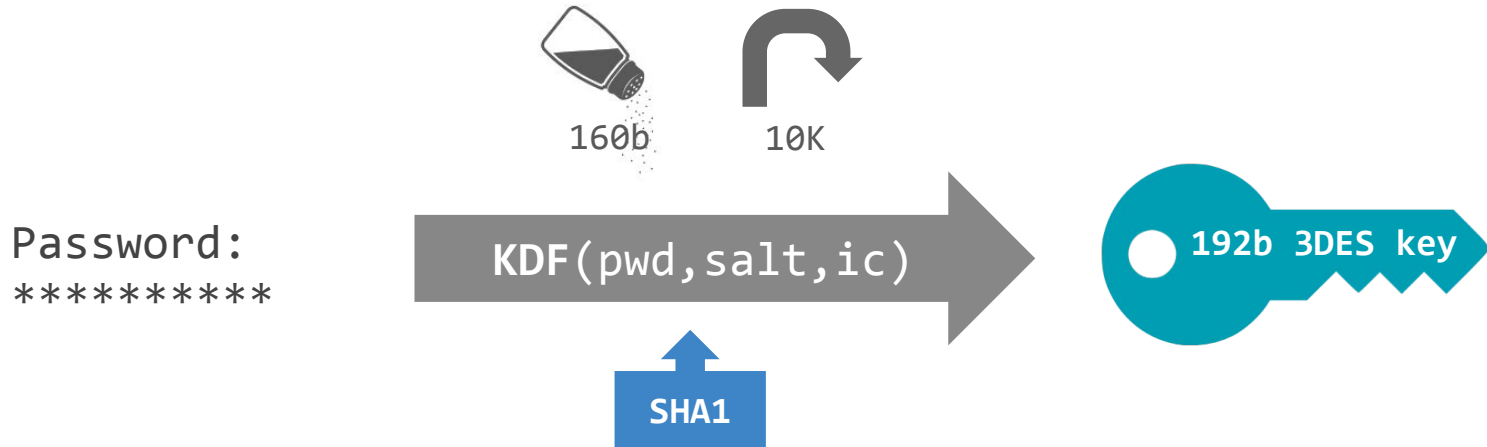 160b
10K
Password:
**********
KDF(pwd,salt,ic)
192b 3DES key
SHA1